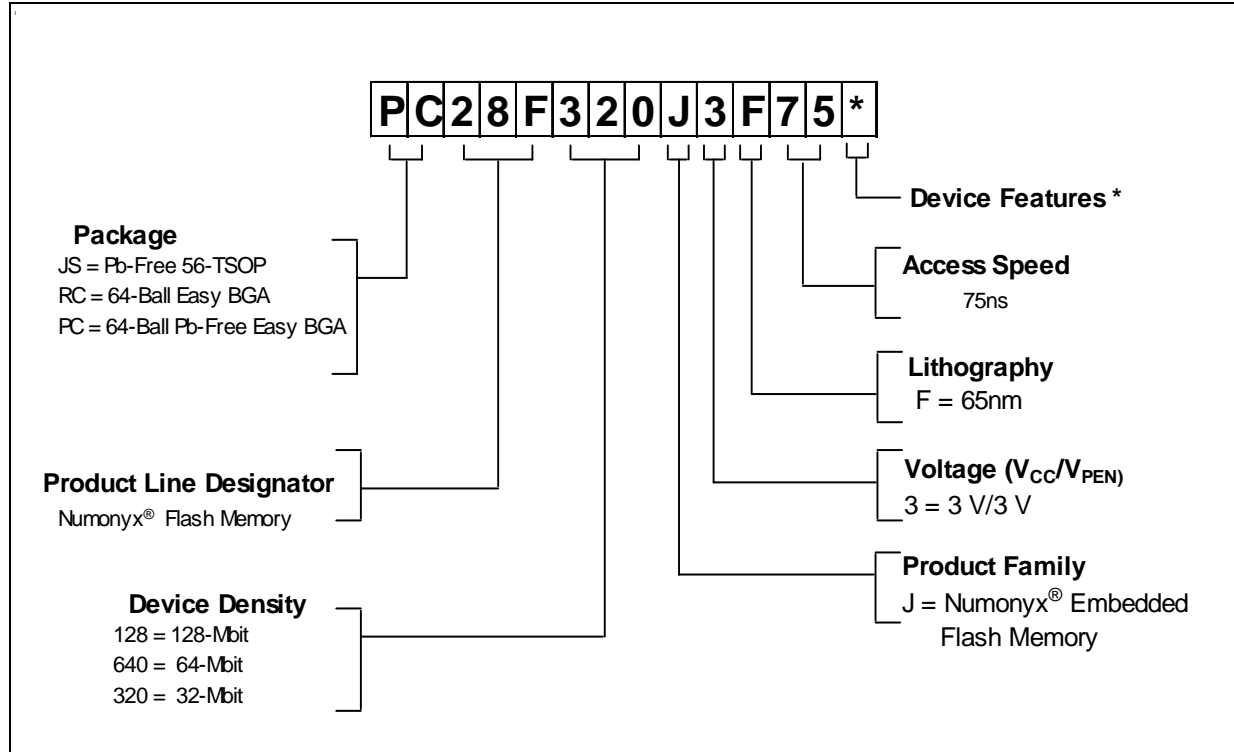 PC28F320J3F75*
Device Features *
Package
JS = Pb-Free 56-TSOP
RC = 64-Ball Easy BGA
PC = 64-Ball Pb-Free Easy BGA
Access Speed
75ns
Lithography
F = 65nm
Product Line Designator
Numonyx® Flash Memory
Voltage (VCC/VPEN)
3 = 3 V/3 V
Product Family
J = Numonyx® Embedded
Flash Memory
Device Density
128 = 128-Mbit
640 = 64-Mbit
320 = 32-Mbit